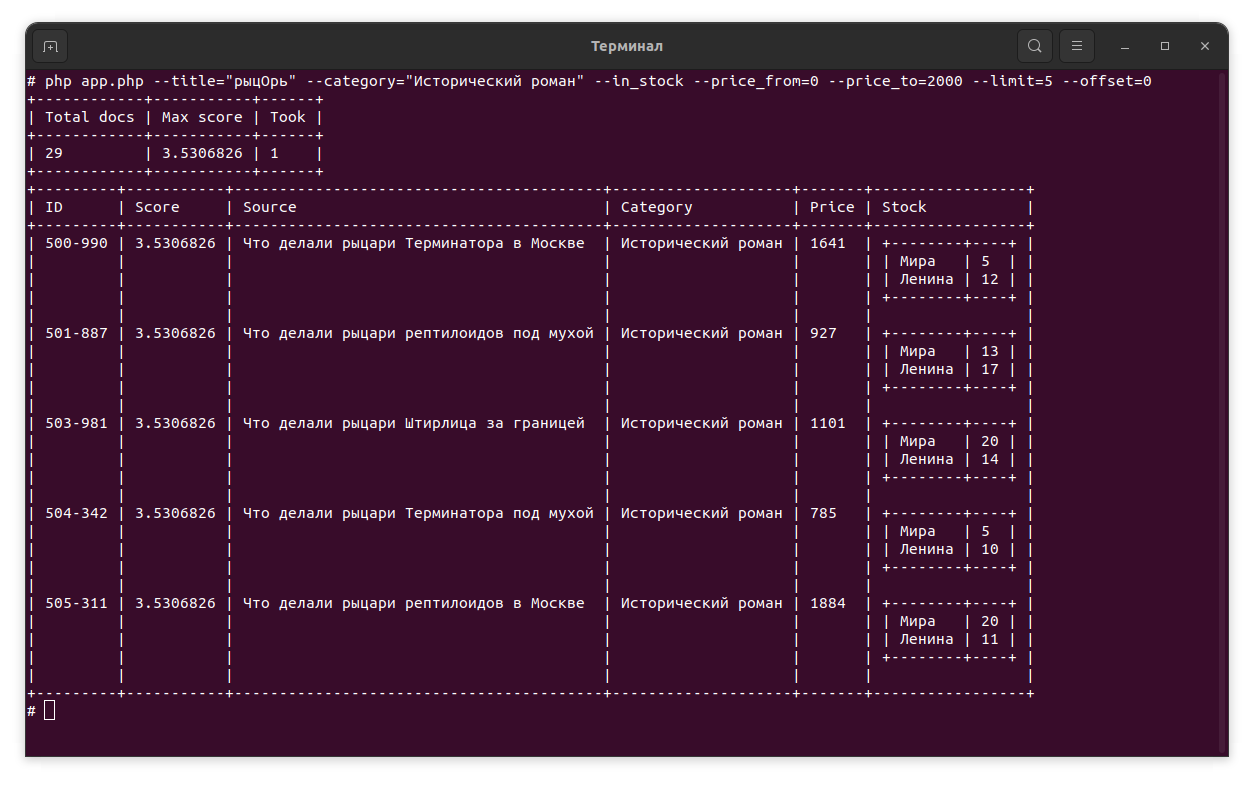 Терминал
# php app.php --title="рыцОрь" --category="Исторический роман" --in_stock --price_from=0 --price_to=2000 --limit=5 --offset=0
+------------+-----------+------+
| Total docs | Max score | Took |
+------------+-----------+------+
| 29         | 3.5306826 | 1    |
+------------+-----------+------+
+---------+-----------+-----------------------------------------+--------------------+-------+-----------------+
| ID      | Score     | Source                                  | Category           | Price | Stock           |
+---------+-----------+-----------------------------------------+--------------------+-------+-----------------+
| 500-990 | 3.5306826 | Что делали рыцари Терминатора в Москве  | Исторический роман | 1641  | +--------+----+ |
|         |           |                                         |                    |       | | Мира   | 5  | |
|         |           |                                         |                    |       | | Ленина | 12 | |
|         |           |                                         |                    |       | +--------+----+ |
|         |           |                                         |                    |       |                 |
| 501-887 | 3.5306826 | Что делали рыцари рептилоидов под мухой | Исторический роман | 927   | +--------+----+ |
|         |           |                                         |                    |       | | Мира   | 13 | |
|         |           |                                         |                    |       | | Ленина | 17 | |
|         |           |                                         |                    |       | +--------+----+ |
|         |           |                                         |                    |       |                 |
| 503-981 | 3.5306826 | Что делали рыцари Штирлица за границей  | Исторический роман | 1101  | +--------+----+ |
|         |           |                                         |                    |       | | Мира   | 20 | |
|         |           |                                         |                    |       | | Ленина | 14 | |
|         |           |                                         |                    |       | +--------+----+ |
|         |           |                                         |                    |       |                 |
| 504-342 | 3.5306826 | Что делали рыцари Терминатора под мухой | Исторический роман | 785   | +--------+----+ |
|         |           |                                         |                    |       | | Мира   | 5  | |
|         |           |                                         |                    |       | | Ленина | 10 | |
|         |           |                                         |                    |       | +--------+----+ |
|         |           |                                         |                    |       |                 |
| 505-311 | 3.5306826 | Что делали рыцари рептилоидов в Москве  | Исторический роман | 1884  | +--------+----+ |
|         |           |                                         |                    |       | | Мира   | 20 | |
|         |           |                                         |                    |       | | Ленина | 11 | |
|         |           |                                         |                    |       | +--------+----+ |
|         |           |                                         |                    |       |                 |
+---------+-----------+-----------------------------------------+--------------------+-------+-----------------+
#